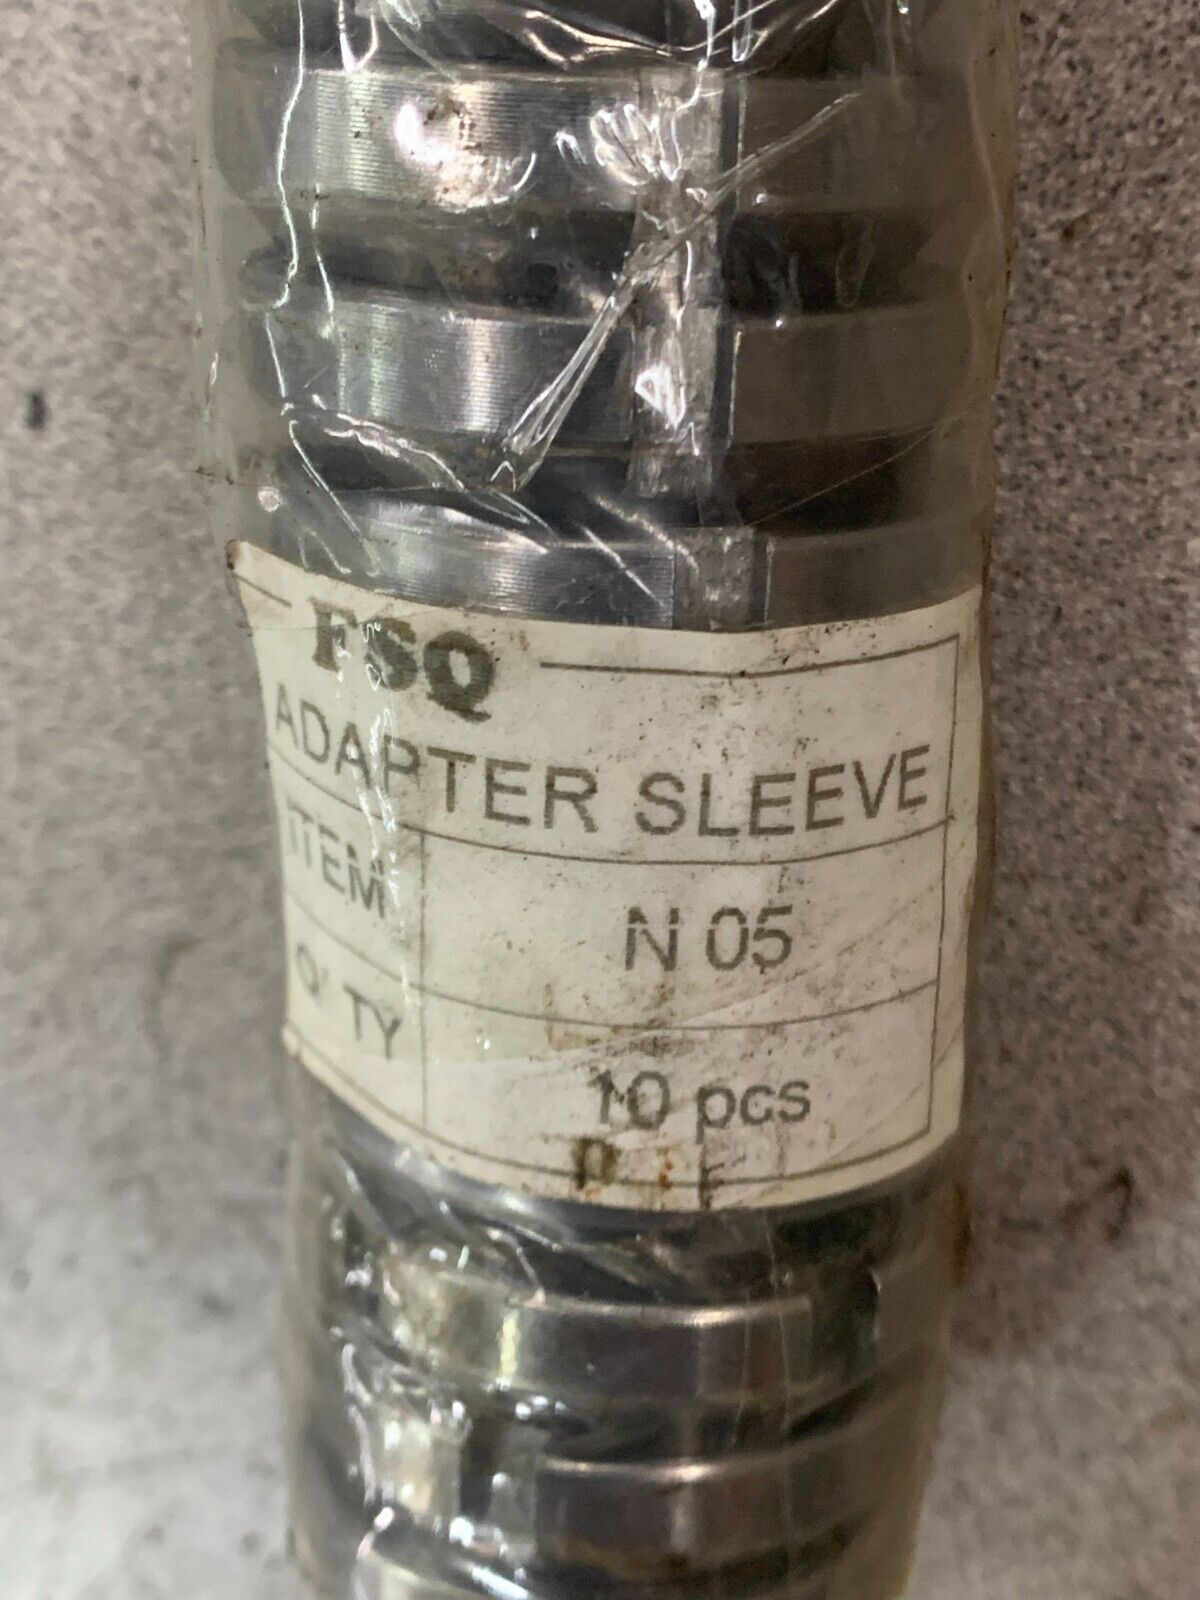 FSQ
ADAPTER SLEEVE
ITEM N 05
Q'TY 10 pcs